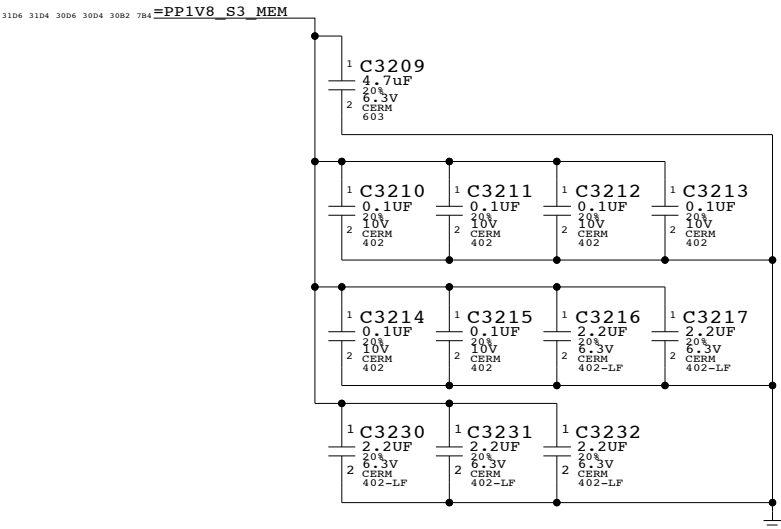 31D6 31D4 30D6 30D4 30B2 7B4 =PP1V8_S3_MEM
1 C3209
4.7uF
20%
6.3V
2 CERM
603
1 C3210
0.1UF
20%
10V
2 CERM
402
1 C3211
0.1UF
20%
10V
2 CERM
402
1 C3212
0.1UF
20%
10V
2 CERM
402
1 C3213
0.1UF
20%
10V
2 CERM
402
1 C3214
0.1UF
20%
10V
2 CERM
402
1 C3215
0.1UF
20%
10V
2 CERM
402
1 C3216
2.2UF
20%
6.3V
2 CERM
402-LF
1 C3217
2.2UF
20%
6.3V
2 CERM
402-LF
1 C3230
2.2UF
20%
6.3V
2 CERM
402-LF
1 C3231
2.2UF
20%
6.3V
2 CERM
402-LF
1 C3232
2.2UF
20%
6.3V
2 CERM
402-LF